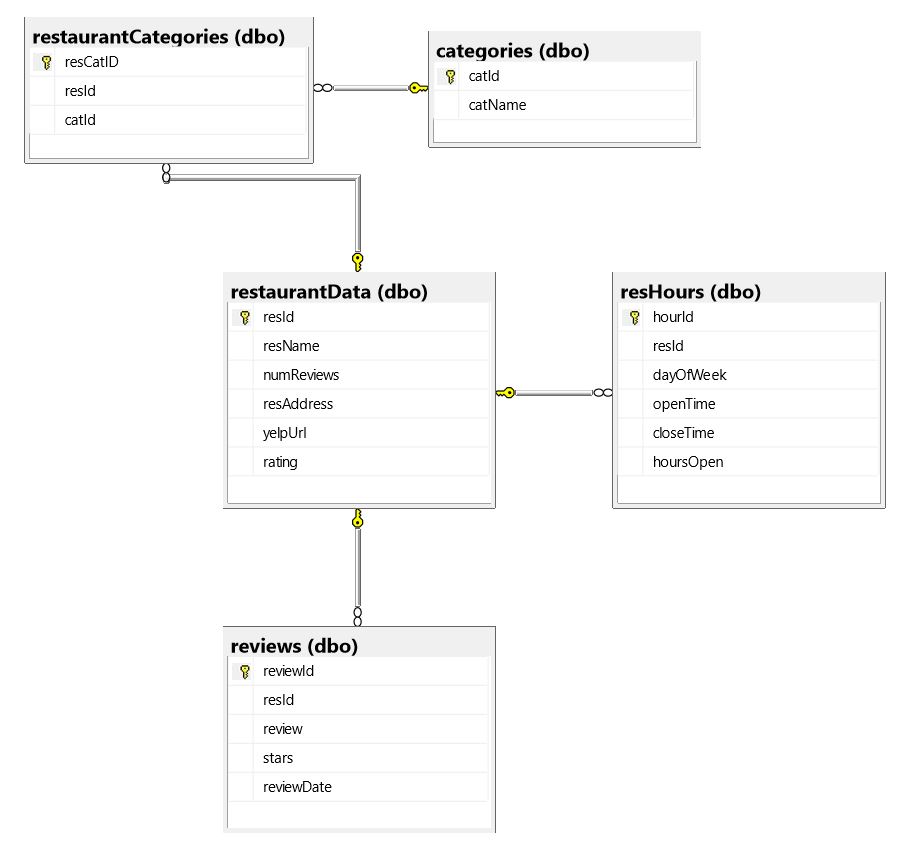 restaurantCategories (dbo)
resCatID
resId
catId
categories (dbo)
catId
catName
restaurantData (dbo)
resId
resName
numReviews
resAddress
yelpUrl
rating
resHours (dbo)
hourId
resId
dayOfWeek
openTime
closeTime
hoursOpen
reviews (dbo)
reviewId
resId
review
stars
reviewDate